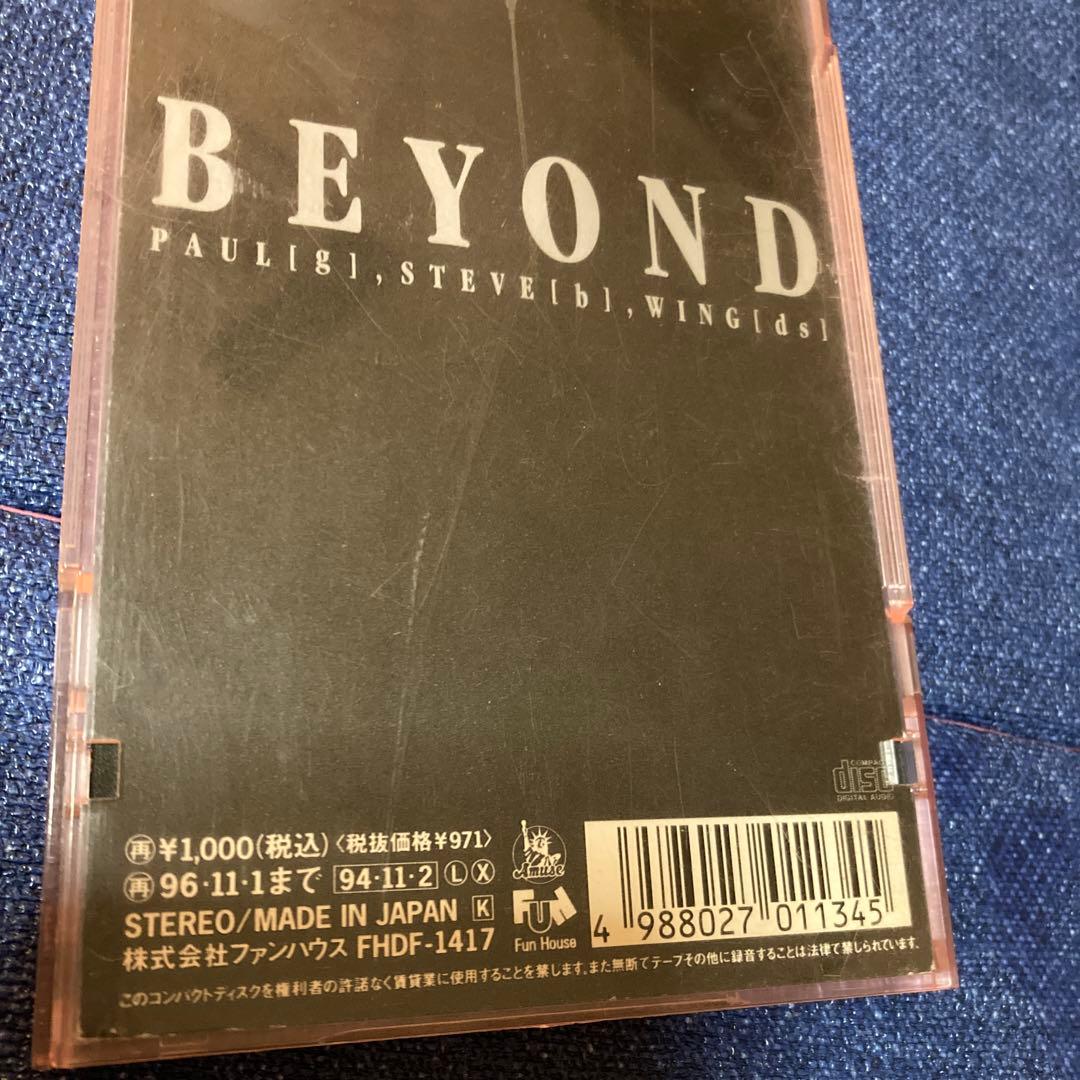 BEYOND
PAUL[g],STEVE[b],WING[ds]
COMPACT
disc
DIGITAL AUDIO
再 ¥1,000(税込)〈税抜価格¥971〉
再 96・11・1まで 94・11・2 L X
STEREO/MADE IN JAPAN K
株式会社ファンハウス FHDF-1417
Amuse
FUN
Fun House
4 988027 011345
このコンパクトディスクを権利者の許諾なく賃貸業に使用することを禁じます。また無断でテープその他に録音することは法律で禁じられています。